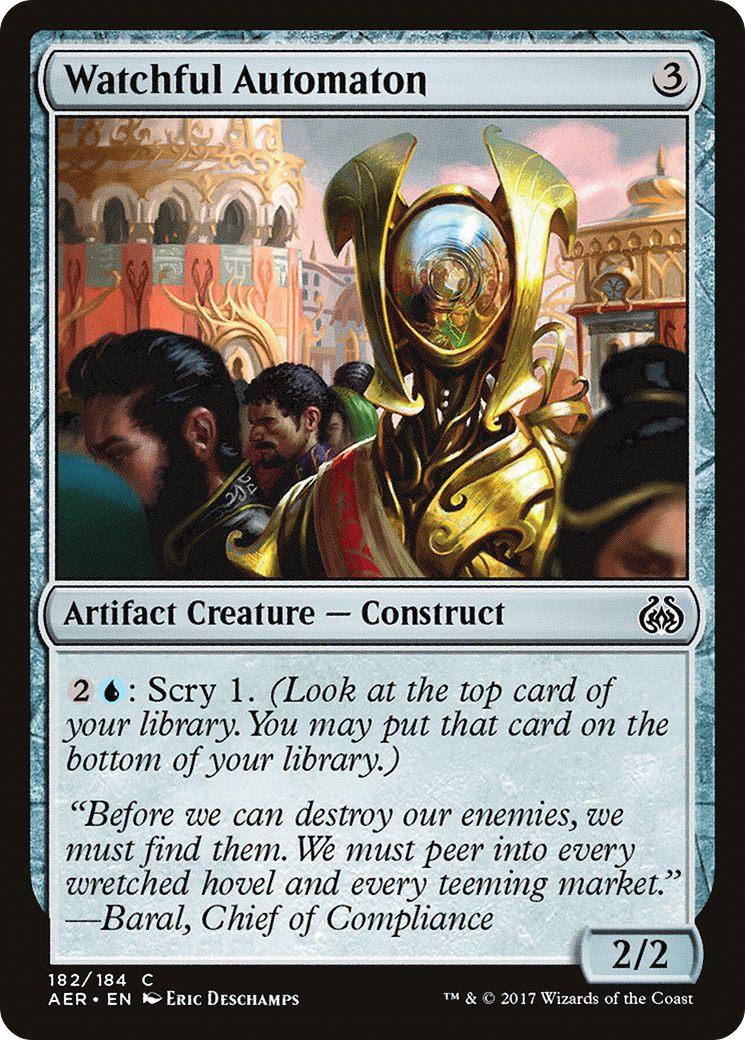 Watchful Automaton 3
Artifact Creature — Construct
2: Scry 1. (Look at the top card of
your library. You may put that card on the
bottom of your library.)
“Before we can destroy our enemies, we
must find them. We must peer into every
wretched hovel and every teeming market.”
—Baral, Chief of Compliance
2/2
182/184 C
AER • EN Eric Deschamps
™ & © 2017 Wizards of the Coast